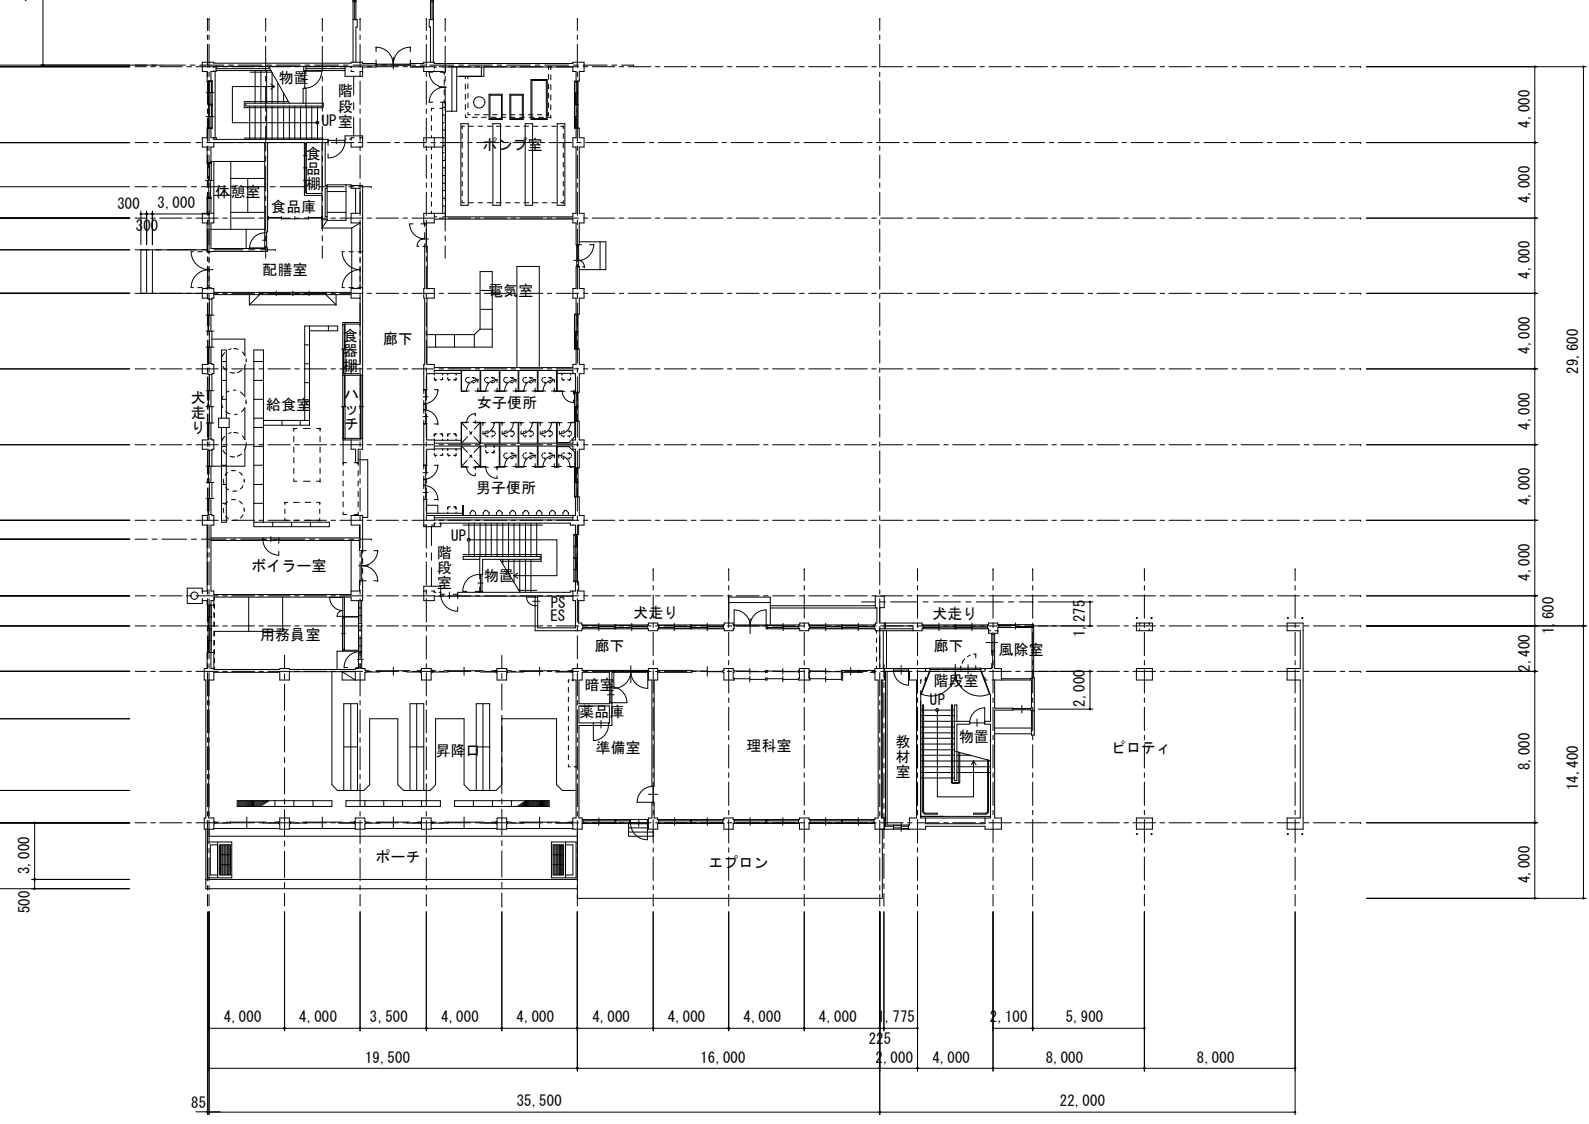 物置
階段室
UP
ポンプ室
食品棚
休憩室
食品庫
300
3,000
300
配膳室
電気室
廊下
食器棚
ハッチ
犬走り
給食室
女子便所
男子便所
UP
階段室
物置
ボイラー室
PS
ES
用務員室
犬走り
犬走り
廊下
廊下
風除室
1,275
2,000
暗室
薬品庫
準備室
理科室
教材室
階段室
UP
物置
ピロティ
昇降口
ポーチ
エプロン
3,000
500
4,000
4,000
4,000
4,000
4,000
4,000
4,000
1,600
2,400
8,000
4,000
29,600
14,400
4,000
4,000
3,500
4,000
4,000
4,000
4,000
4,000
4,000
1,775
2,100
5,900
225
19,500
16,000
2,000
4,000
8,000
8,000
85
35,500
22,000